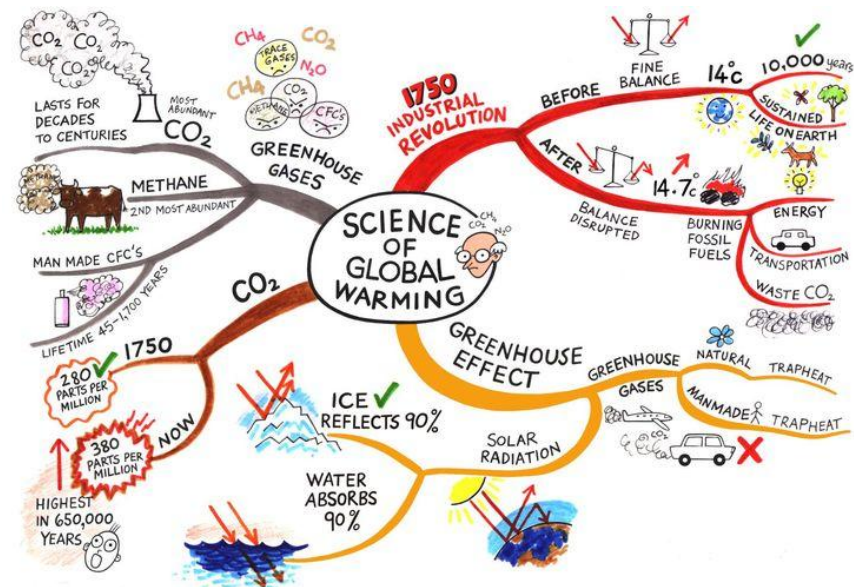 SCIENCE
OF
GLOBAL
WARMING
CH4
CO2
N2O
1750
INDUSTRIAL
REVOLUTION
BEFORE
FINE
BALANCE
14°C
10,000 years
SUSTAINED
LIFE ON EARTH
AFTER
BALANCE
DISRUPTED
14.7°C
BURNING
FOSSIL
FUELS
ENERGY
TRANSPORTATION
WASTE CO2
GREENHOUSE
EFFECT
GREENHOUSE
GASES
NATURAL
TRAPHEAT
MANMADE
TRAPHEAT
CO2
SOLAR
RADIATION
ICE
REFLECTS 90%
WATER
ABSORBS
90%
CO2
1750
280
PARTS PER
MILLION
NOW
380
PARTS PER
MILLION
HIGHEST
IN 650,000
YEARS
GREENHOUSE
GASES
CH4
CO2
TRACE
GASES
N2O
CH4
CO2
METHANE
CFC'S
CO2
CO2
CO2
MOST
ABUNDANT
CO2
LASTS FOR
DECADES
TO CENTURIES
METHANE
2ND MOST ABUNDANT
MAN MADE CFC'S
LIFETIME 45-1,700 YEARS